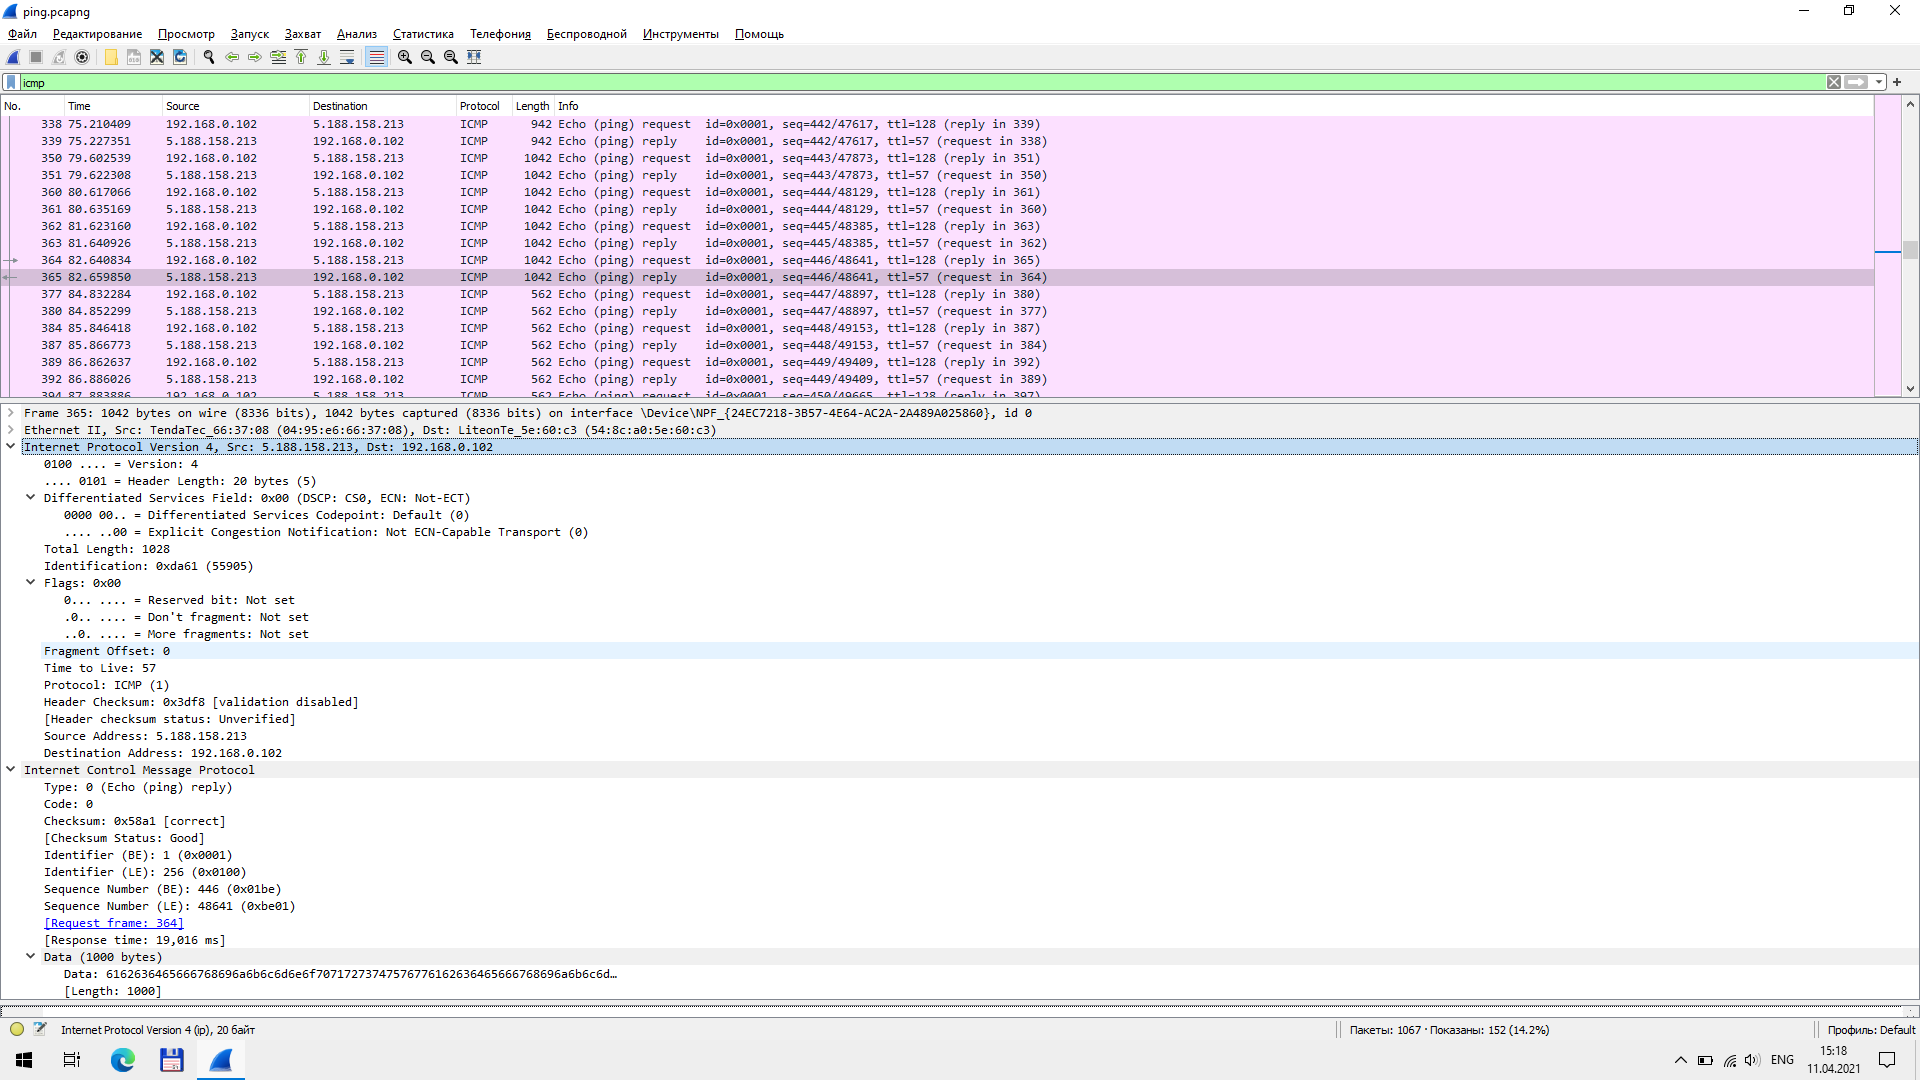 ping.pcapng
Файл Редактирование Просмотр Запуск Захват Анализ Статистика Телефония Беспроводной Инструменты Помощь
icmp
No. Time Source Destination Protocol Length Info
338 75.210409 192.168.0.102 5.188.158.213 ICMP 942 Echo (ping) request id=0x0001, seq=442/47617, ttl=128 (reply in 339)
339 75.227351 5.188.158.213 192.168.0.102 ICMP 942 Echo (ping) reply id=0x0001, seq=442/47617, ttl=57 (request in 338)
350 79.602539 192.168.0.102 5.188.158.213 ICMP 1042 Echo (ping) request id=0x0001, seq=443/47873, ttl=128 (reply in 351)
351 79.622308 5.188.158.213 192.168.0.102 ICMP 1042 Echo (ping) reply id=0x0001, seq=443/47873, ttl=57 (request in 350)
360 80.617066 192.168.0.102 5.188.158.213 ICMP 1042 Echo (ping) request id=0x0001, seq=444/48129, ttl=128 (reply in 361)
361 80.635169 5.188.158.213 192.168.0.102 ICMP 1042 Echo (ping) reply id=0x0001, seq=444/48129, ttl=57 (request in 360)
362 81.623160 192.168.0.102 5.188.158.213 ICMP 1042 Echo (ping) request id=0x0001, seq=445/48385, ttl=128 (reply in 363)
363 81.640926 5.188.158.213 192.168.0.102 ICMP 1042 Echo (ping) reply id=0x0001, seq=445/48385, ttl=57 (request in 362)
364 82.640834 192.168.0.102 5.188.158.213 ICMP 1042 Echo (ping) request id=0x0001, seq=446/48641, ttl=128 (reply in 365)
365 82.659850 5.188.158.213 192.168.0.102 ICMP 1042 Echo (ping) reply id=0x0001, seq=446/48641, ttl=57 (request in 364)
377 84.832284 192.168.0.102 5.188.158.213 ICMP 562 Echo (ping) request id=0x0001, seq=447/48897, ttl=128 (reply in 380)
380 84.852299 5.188.158.213 192.168.0.102 ICMP 562 Echo (ping) reply id=0x0001, seq=447/48897, ttl=57 (request in 377)
384 85.846418 192.168.0.102 5.188.158.213 ICMP 562 Echo (ping) request id=0x0001, seq=448/49153, ttl=128 (reply in 387)
387 85.866773 5.188.158.213 192.168.0.102 ICMP 562 Echo (ping) reply id=0x0001, seq=448/49153, ttl=57 (request in 384)
389 86.862637 192.168.0.102 5.188.158.213 ICMP 562 Echo (ping) request id=0x0001, seq=449/49409, ttl=128 (reply in 392)
392 86.886026 5.188.158.213 192.168.0.102 ICMP 562 Echo (ping) reply id=0x0001, seq=449/49409, ttl=57 (request in 389)
394 87.883886 192.168.0.102 5.188.158.213 ICMP 562 Echo (ping) request id=0x0001, seq=450/49665, ttl=128 (reply in 397)
Frame 365: 1042 bytes on wire (8336 bits), 1042 bytes captured (8336 bits) on interface \Device\NPF_{24EC7218-3B57-4E64-AC2A-2A489A025860}, id 0
Ethernet II, Src: TendaTec_66:37:08 (04:95:e6:66:37:08), Dst: LiteonTe_5e:60:c3 (54:8c:a0:5e:60:c3)
Internet Protocol Version 4, Src: 5.188.158.213, Dst: 192.168.0.102
0100 .... = Version: 4
.... 0101 = Header Length: 20 bytes (5)
Differentiated Services Field: 0x00 (DSCP: CS0, ECN: Not-ECT)
0000 00.. = Differentiated Services Codepoint: Default (0)
.... ..00 = Explicit Congestion Notification: Not ECN-Capable Transport (0)
Total Length: 1028
Identification: 0xda61 (55905)
Flags: 0x00
0... .... = Reserved bit: Not set
.0.. .... = Don't fragment: Not set
..0. .... = More fragments: Not set
Fragment Offset: 0
Time to Live: 57
Protocol: ICMP (1)
Header Checksum: 0x3df8 [validation disabled]
[Header checksum status: Unverified]
Source Address: 5.188.158.213
Destination Address: 192.168.0.102
Internet Control Message Protocol
Type: 0 (Echo (ping) reply)
Code: 0
Checksum: 0x58a1 [correct]
[Checksum Status: Good]
Identifier (BE): 1 (0x0001)
Identifier (LE): 256 (0x0100)
Sequence Number (BE): 446 (0x01be)
Sequence Number (LE): 48641 (0xbe01)
[Request frame: 364]
[Response time: 19,016 ms]
Data (1000 bytes)
Data: 6162636465666768696a6b6c6d6e6f7071727374757677616263646566676869​6a6b6c6d…
[Length: 1000]
Internet Protocol Version 4 (ip), 20 байт Пакеты: 1067 · Показаны: 152 (14.2%) Профиль: Default
ENG 15:18
11.04.2021